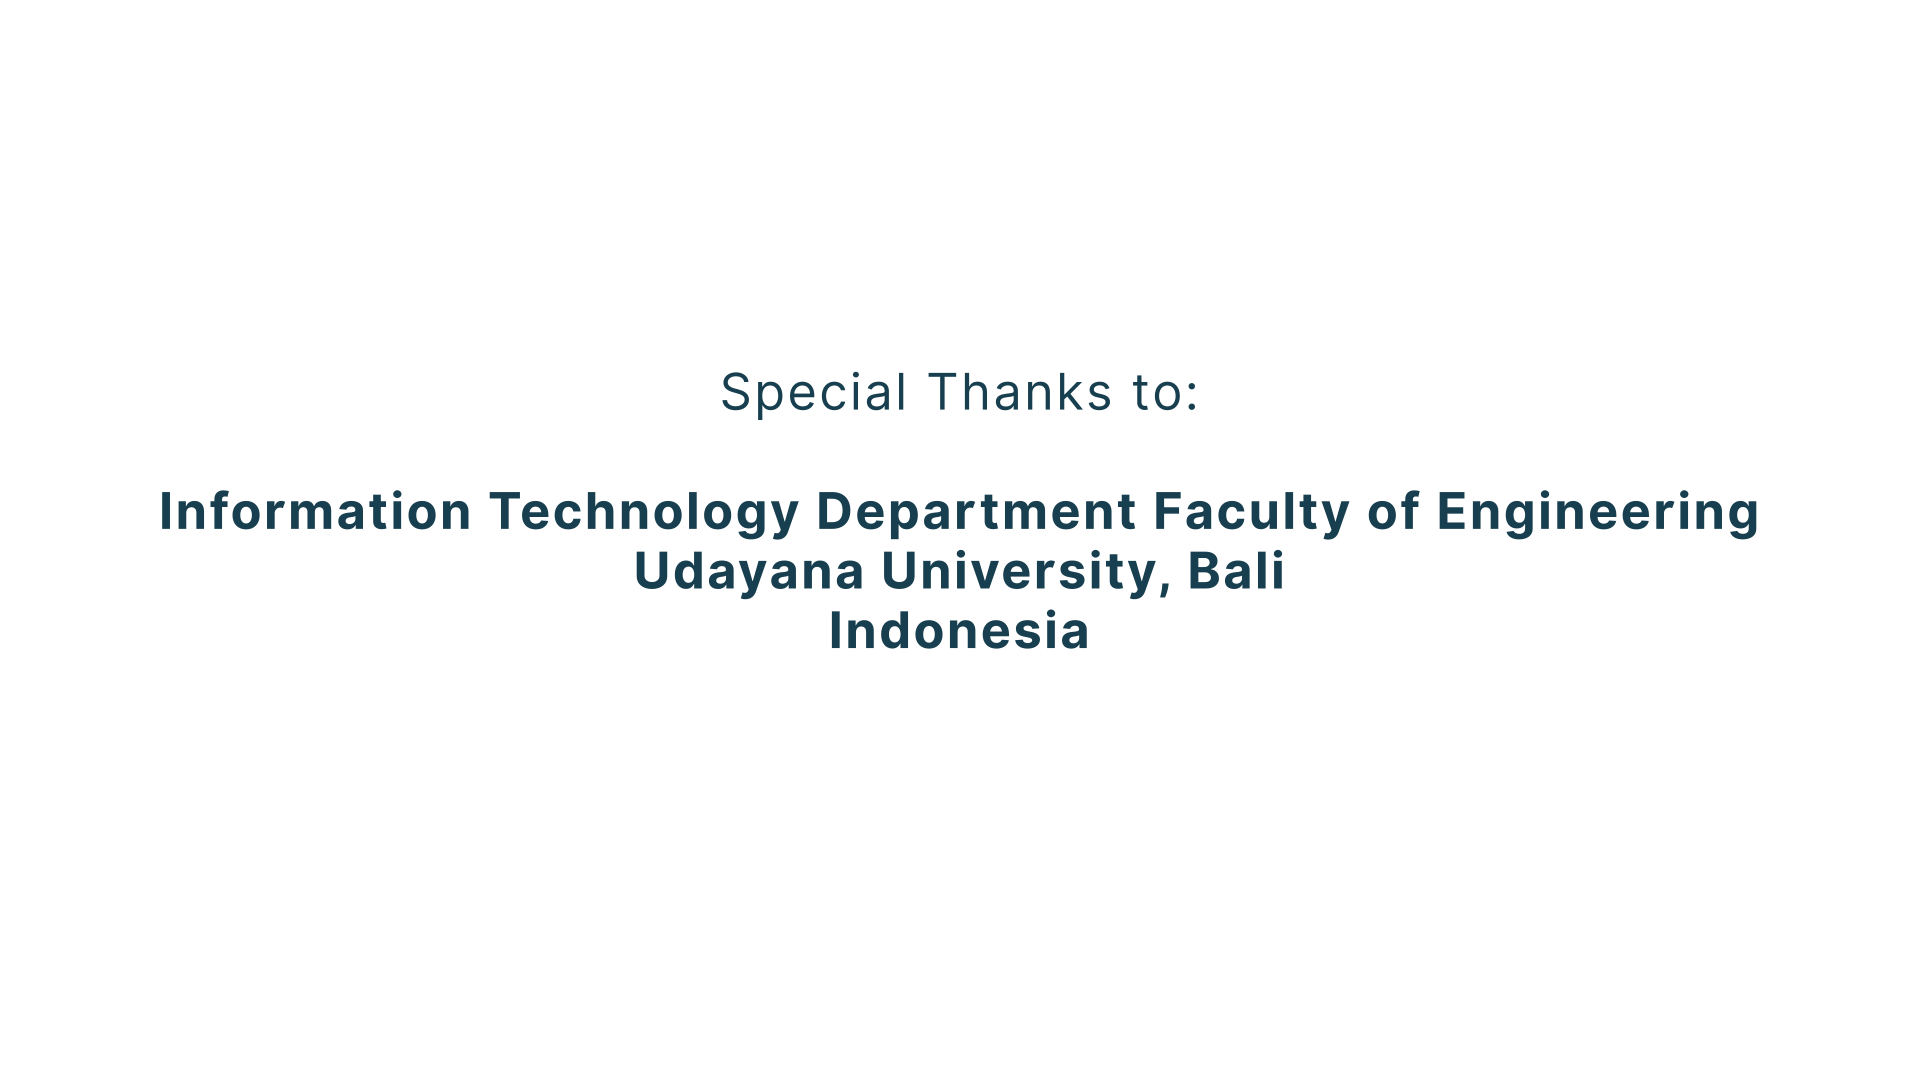 Special Thanks to:
Information Technology Department Faculty of Engineering
Udayana University, Bali
Indonesia